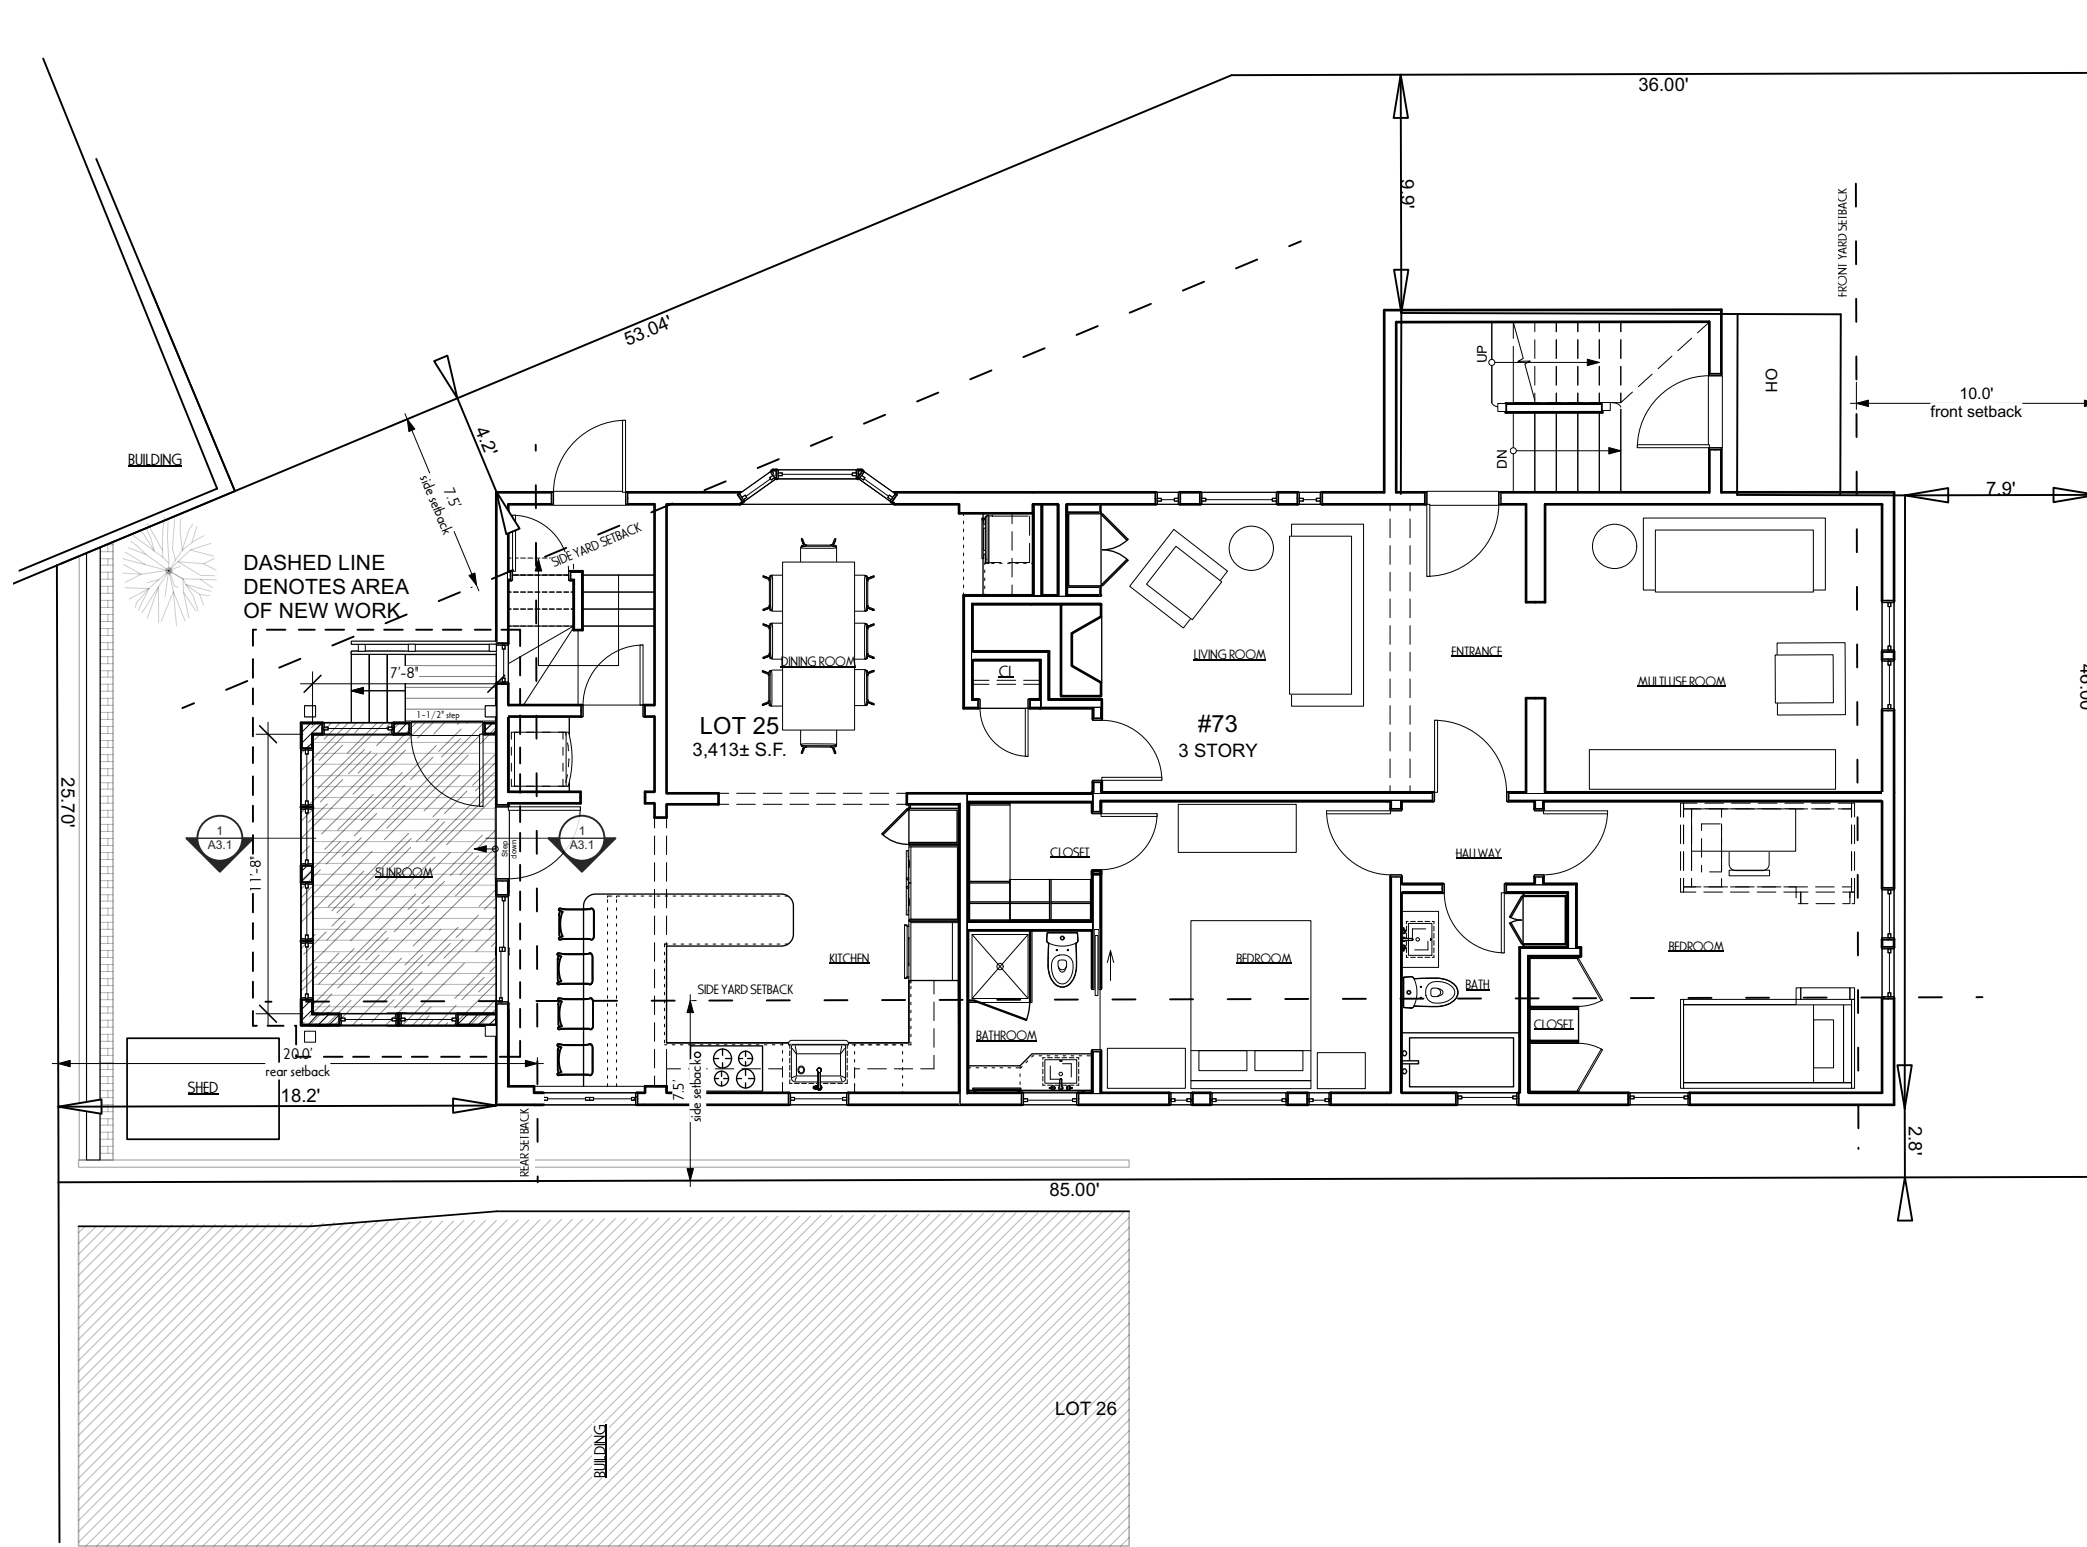 36.00'
9.9'
FRONT YARD SETBACK
53.04'
UP
HO
10.0'
front setback
4.2'
BUILDING
DN
7.5'
side setback
7.9'
SIDE YARD SETBACK
DASHED LINE
DENOTES AREA
OF NEW WORK
DINING ROOM
LIVING ROOM
ENTRANCE
CL
MULTI USE ROOM
7'-8"
1-1/2" step
LOT 25
3,413± S.F.
#73
3 STORY
25.70'
1
A3.1
1
A3.1
Step
down
11'-8"
SUNROOM
CLOSET
HALLWAY
KITCHEN
BEDROOM
BEDROOM
SIDE YARD SETBACK
BATH
BATHROOM
CLOSET
20.0'
rear setback
SHED
18.2'
7.5'
side setbacko
REAR SETBACK
2.8'
85.00'
LOT 26
BUILDING